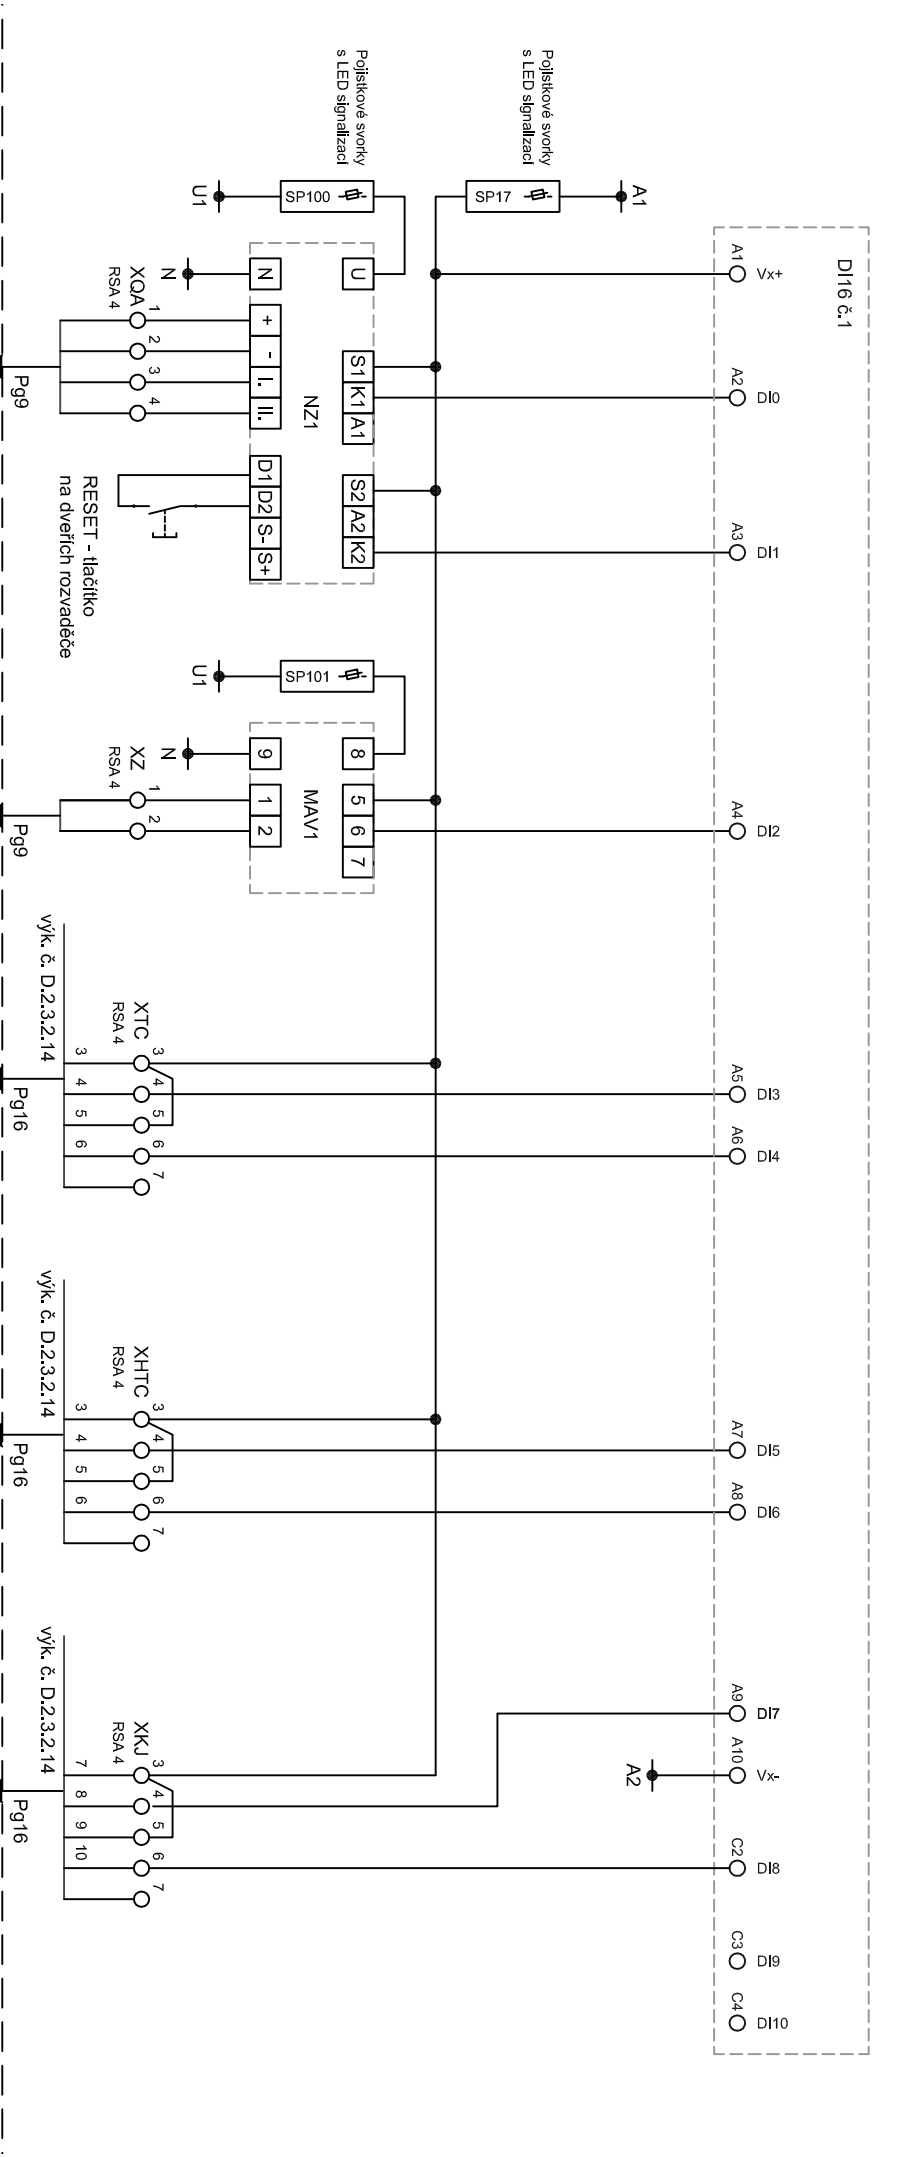 DI16 č.1
A1 Vx+
A2 DI0
A3 DI1
A4 DI2
A5 DI3
A6 DI4
A7 DI5
A8 DI6
A9 DI7
A10 Vx-
C2 DI8
C3 DI9
C4 DI10
A1
SP17
Pojistkové svorky
s LED signalizací
A2
Pojistkové svorky
s LED signalizací
SP100
U1
N
U
N
S1 K1 A1
S2 A2 K2
NZ1
+ - I. II.
D1 D2 S- S+
XQA
RSA 4
1 2 3 4
Pg9
RESET - tlačítko
na dveřích rozvaděče
SP101
U1
N
8
9
5 6 7
MAV1
1 2
XZ
RSA 4
1 2
Pg9
XTC
RSA 4
3 4 5 6 7
3 4 5 6
výk. č. D.2.3.2.14
Pg16
XHTC
RSA 4
3 4 5 6 7
3 4 5 6
výk. č. D.2.3.2.14
Pg16
XKJ
RSA 4
3 4 5 6 7
7 8 9 10
výk. č. D.2.3.2.14
Pg16